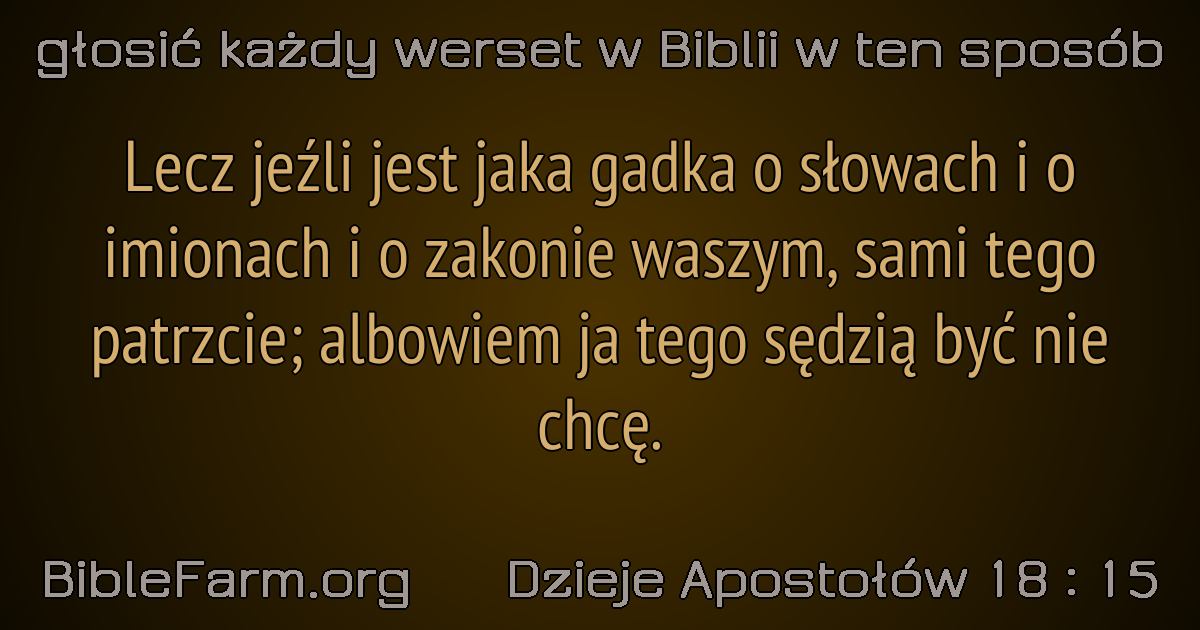 głosić każdy werset w Biblii w ten sposób
Lecz jeźli jest jaka gadka o słowach i o
imionach i o zakonie waszym, sami tego
patrzcie; albowiem ja tego sędzią być nie
chcę.
BibleFarm.org Dzieje Apostołów 18 : 15